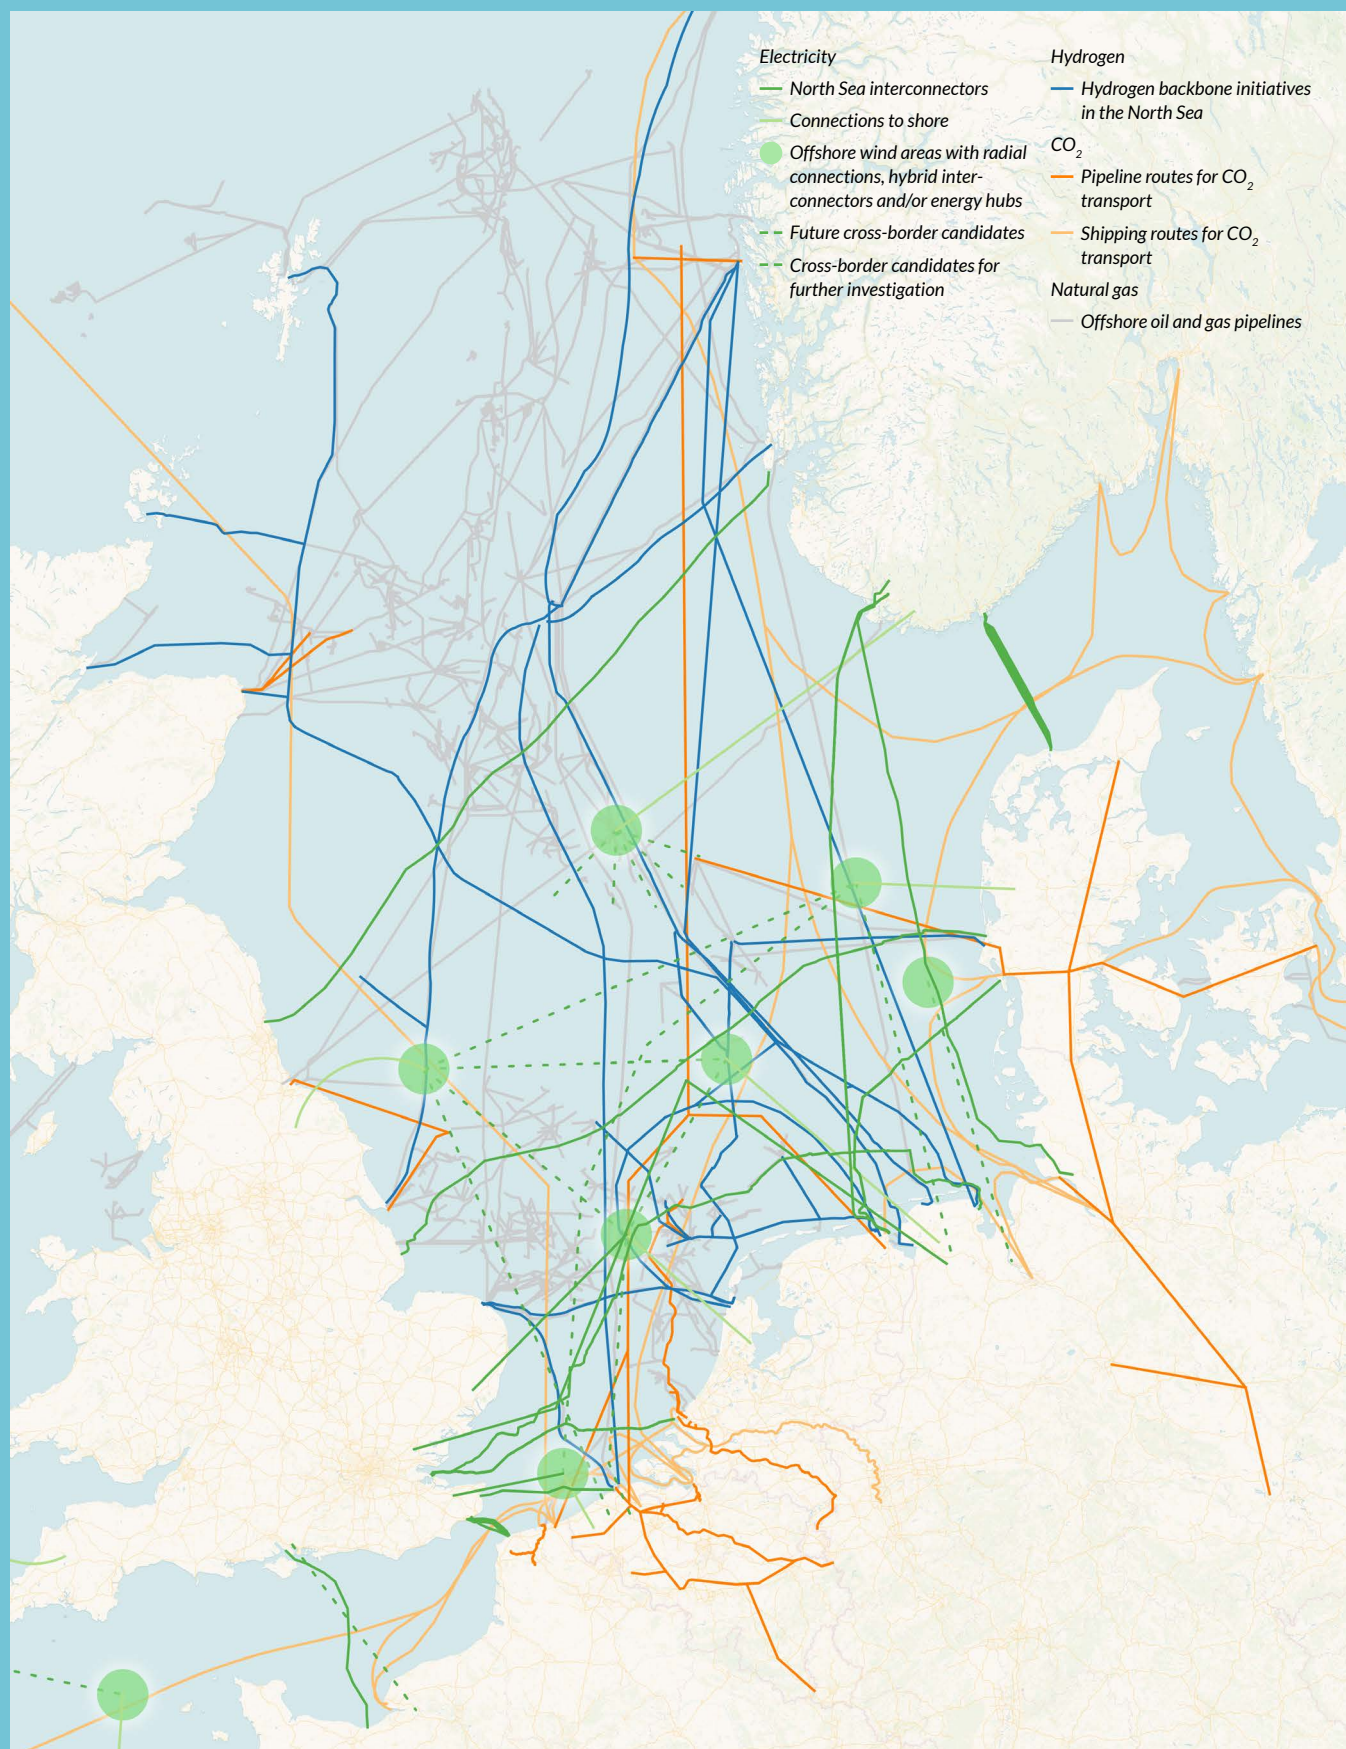 Electricity
North Sea interconnectors
Connections to shore
Offshore wind areas with radial
connections, hybrid inter-
connectors and/or energy hubs
Future cross-border candidates
Cross-border candidates for
further investigation
Hydrogen
Hydrogen backbone initiatives
in the North Sea
CO2
Pipeline routes for CO2
transport
Shipping routes for CO2
transport
Natural gas
Offshore oil and gas pipelines